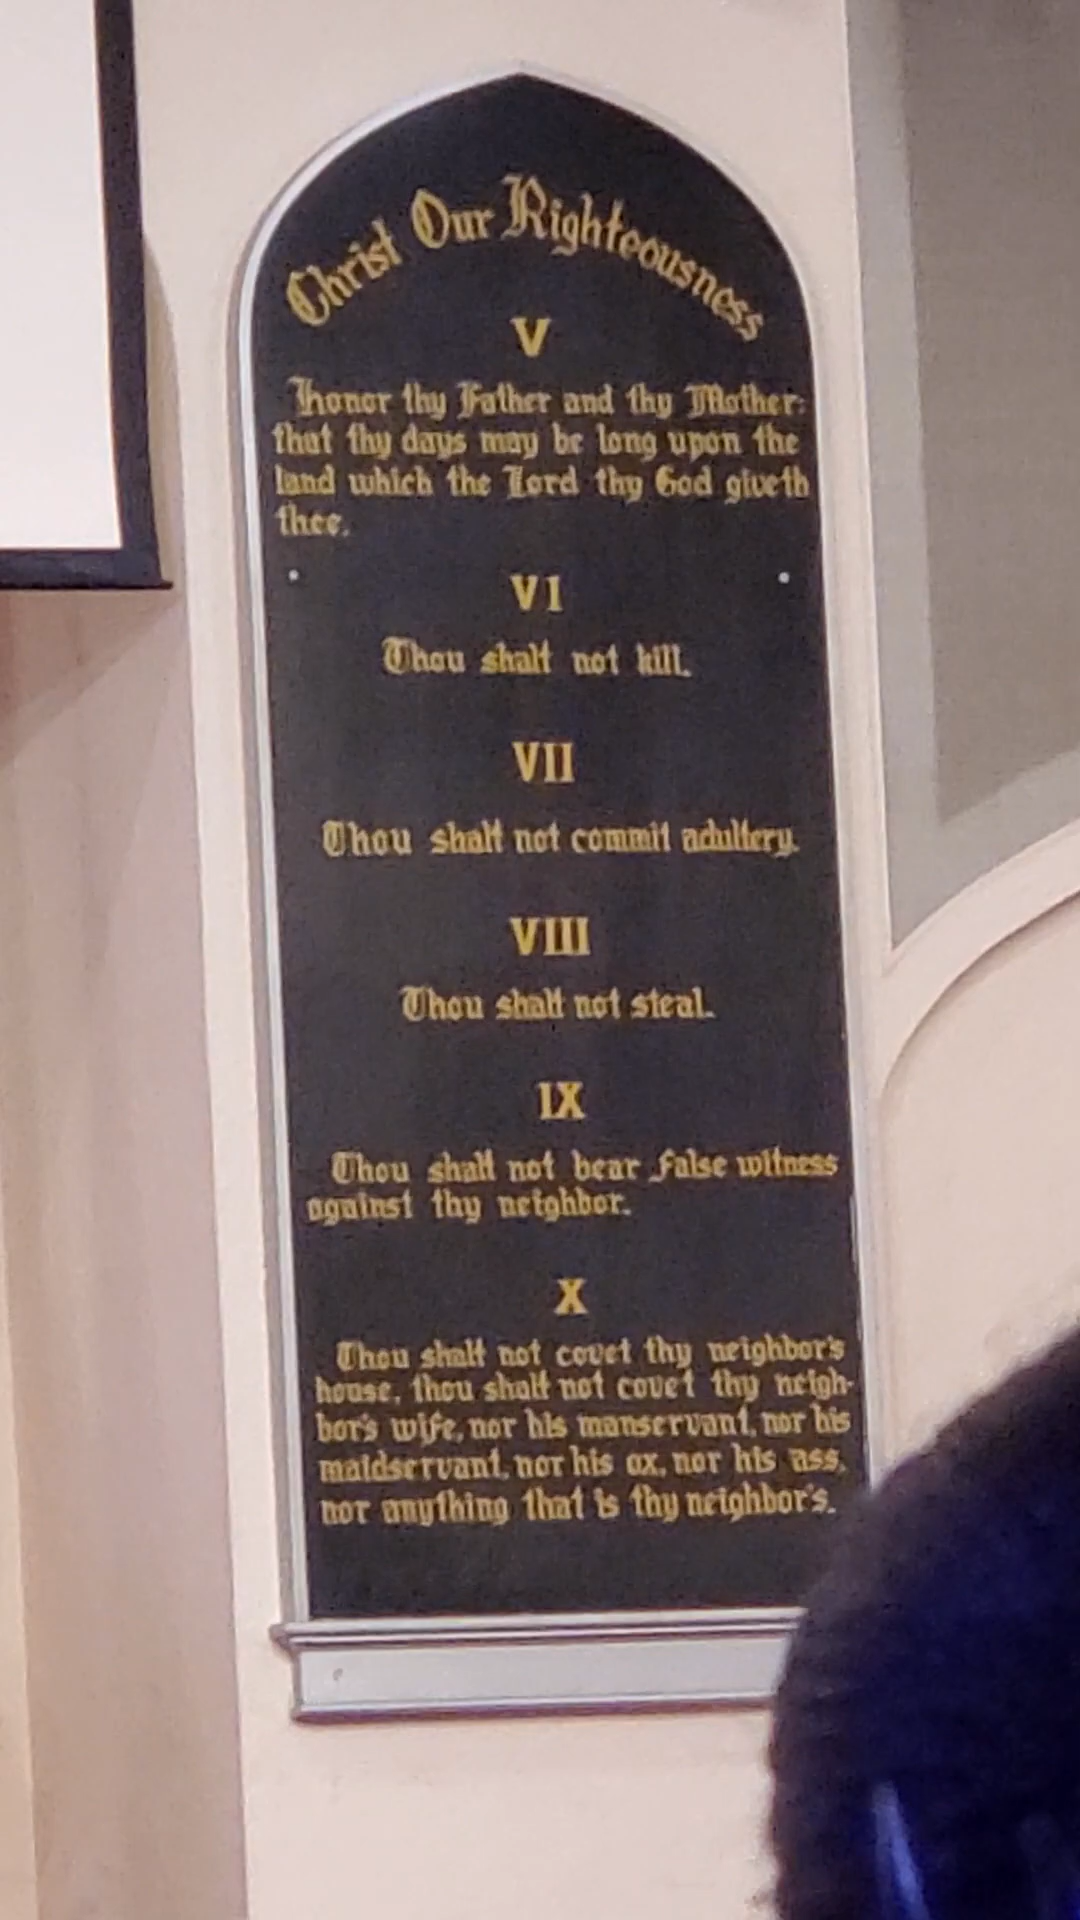 Christ Our Righteousness
V
Honor thy Father and thy Mother:
that thy days may be long upon the
land which the Lord thy God giveth
thee.
VI
Thou shalt not kill.
VII
Thou shalt not commit adultery.
VIII
Thou shalt not steal.
IX
Thou shalt not bear false witness
against thy neighbor.
X
Thou shalt not covet thy neighbor's
house, thou shalt not covet thy neigh-
bor's wife, nor his manservant, nor his
maidservant, nor his ox, nor his ass,
nor anything that is thy neighbor's.